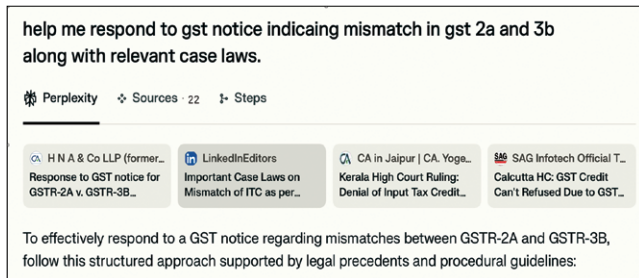 help me respond to gst notice indicaing mismatch in gst 2a and 3b
along with relevant case laws.
Perplexity Sources · 22 Steps
H N A & Co LLP (former...
Response to GST notice for
GSTR-2A v. GSTR-3B...
LinkedInEditors
Important Case Laws on
Mismatch of ITC as per...
CA in Jaipur | CA. Yoge...
Kerala High Court Ruling:
Denial of Input Tax Credit...
SAG SAG Infotech Official T...
Calcutta HC: GST Credit
Can't Refused Due to GST...
To effectively respond to a GST notice regarding mismatches between GSTR-2A and GSTR-3B,
follow this structured approach supported by legal precedents and procedural guidelines: